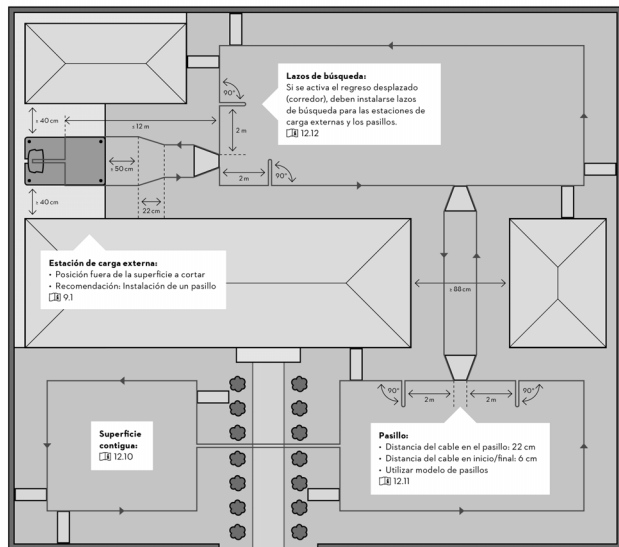 Lazos de búsqueda:
Si se activa el regreso desplazado
(corredor), deben instalarse lazos
de búsqueda para las estaciones de
carga externas y los pasillos.
12.12
90°
± 40 cm
± 12 m
2 m
± 50 cm
2 m
90°
± 40 cm
22 cm
Estación de carga externa:
• Posición fuera de la superficie a cortar
• Recomendación: Instalación de un pasillo
9.1
± 88 cm
90°
2 m
2 m
90°
Superficie
contigua:
12.10
Pasillo:
• Distancia del cable en el pasillo: 22 cm
• Distancia del cable en inicio/final: 6 cm
• Utilizar modelo de pasillos
12.11